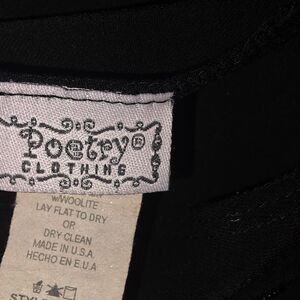 Poetry®
CLOTHING
w/WOOLITE
LAY FLAT TO DRY
OR
DRY CLEAN
MADE IN U.S.A.
HECHO EN E.U.A